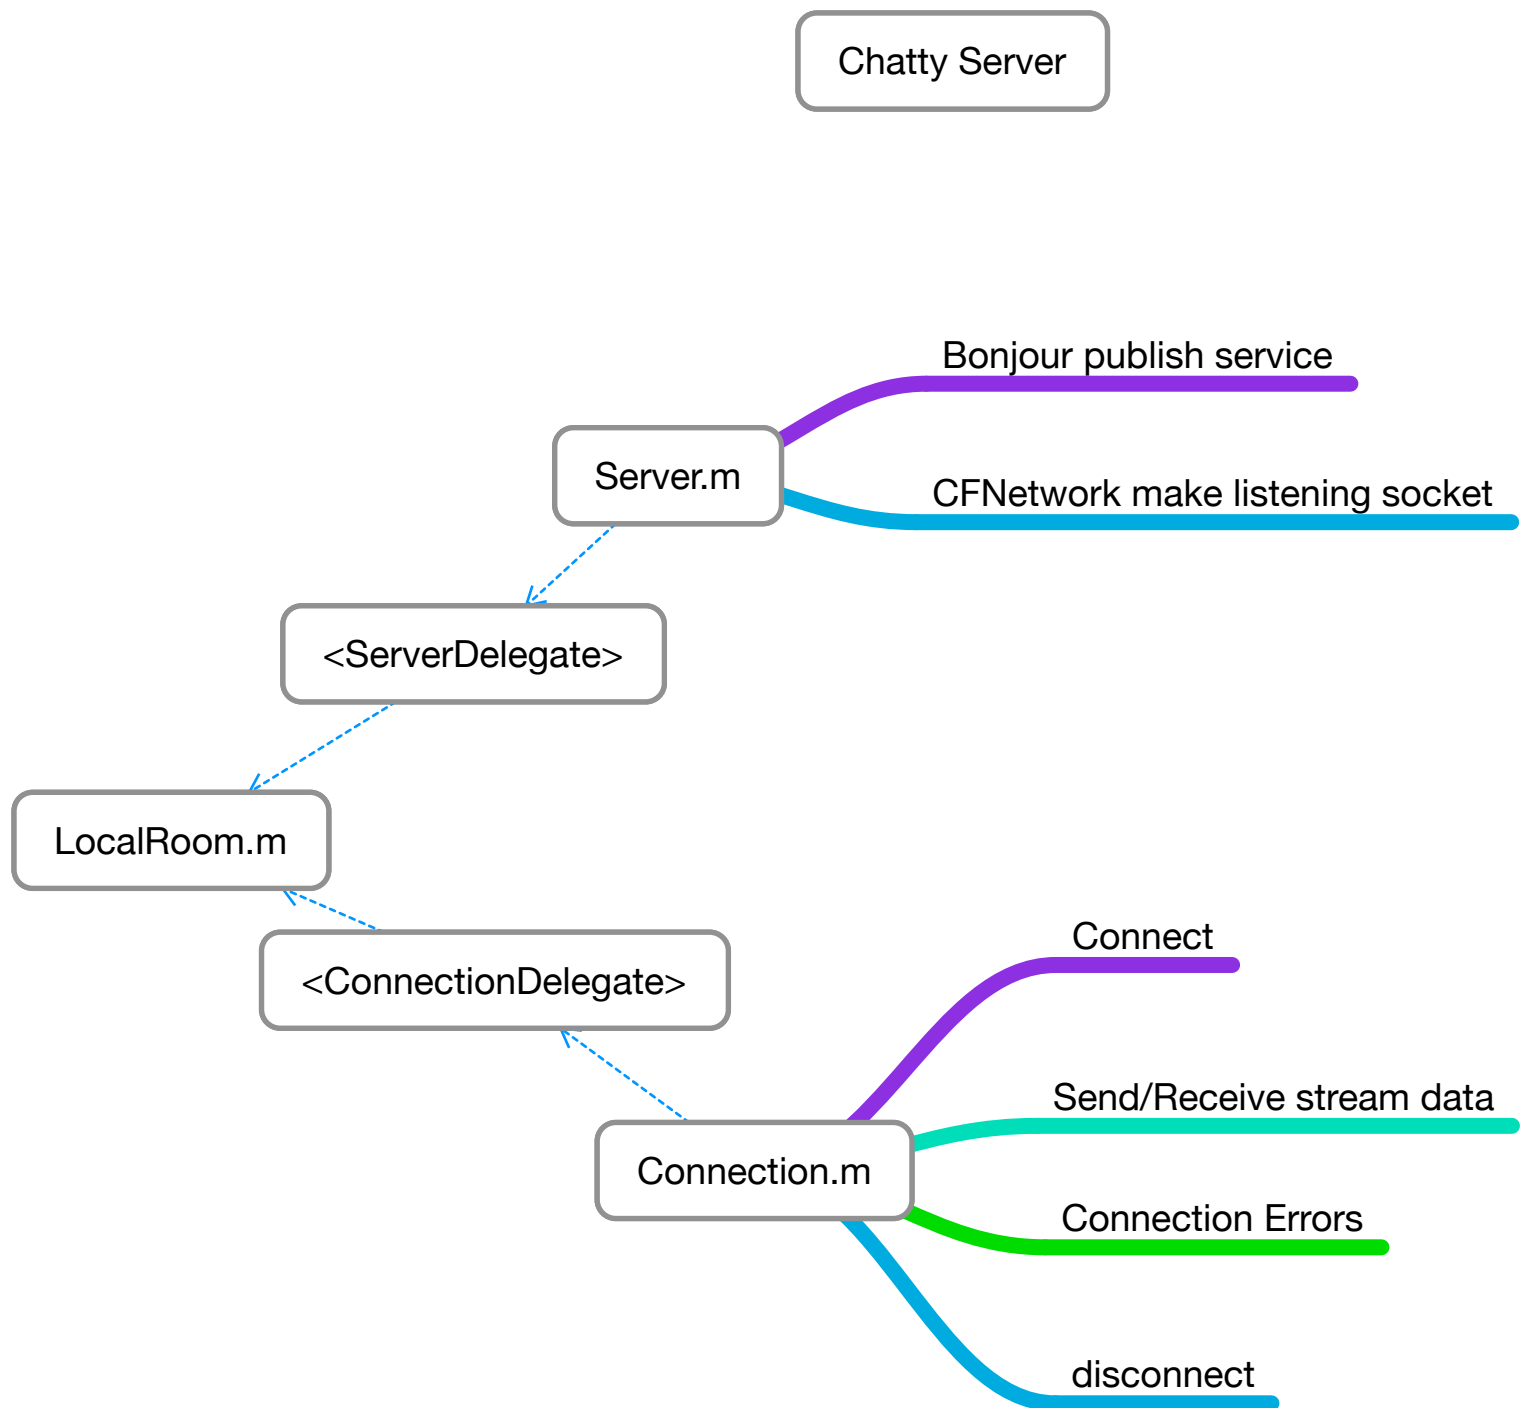 Chatty Server
Bonjour publish service
Server.m
CFNetwork make listening socket
<ServerDelegate>
LocalRoom.m
<ConnectionDelegate>
Connect
Send/Receive stream data
Connection.m
Connection Errors
disconnect